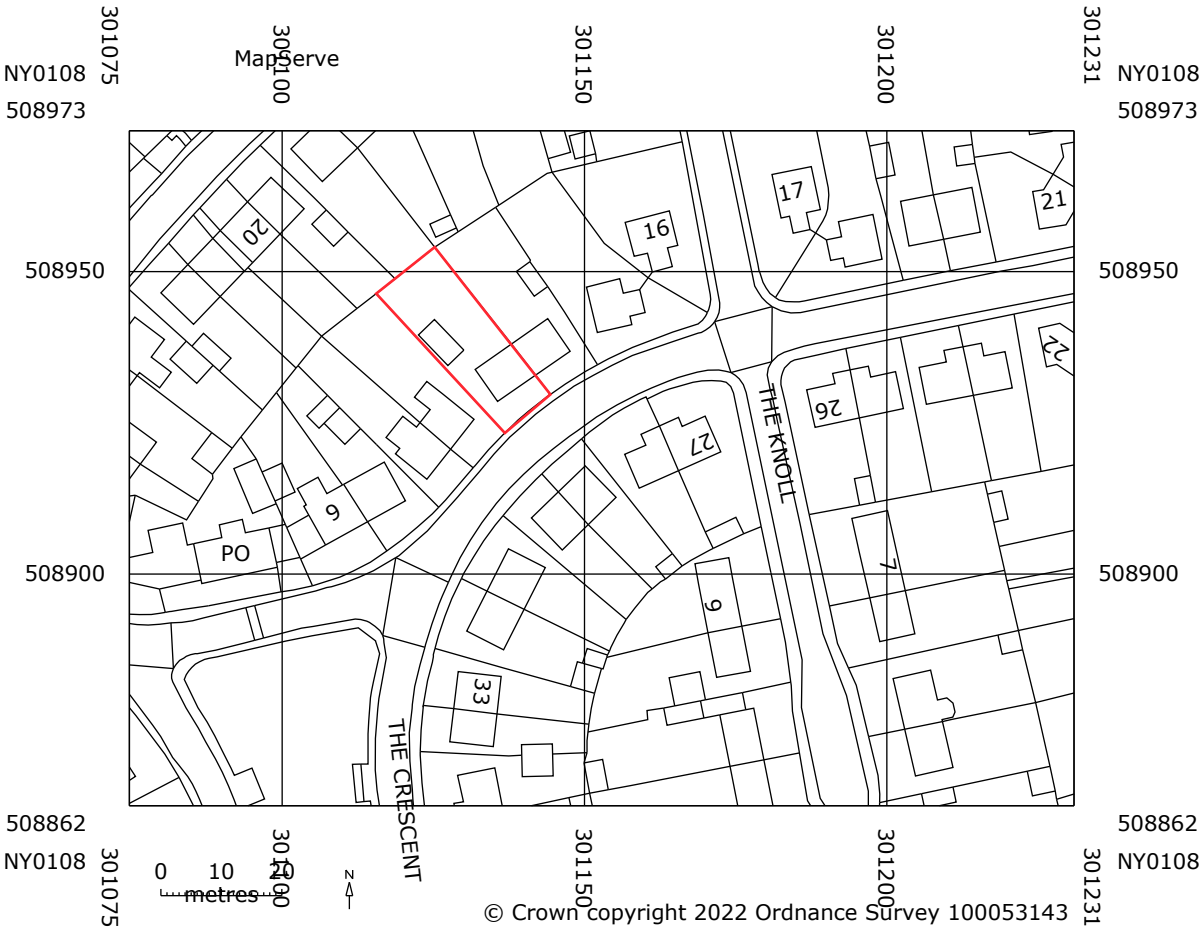 301075
301100
301150
301200
301231
MapServe
NY0108
NY0108
508973
508973
17
21
20
16
508950
508950
22
26
27
THE KNOLL
9
PO
7
508900
508900
9
33
THE CRESCENT
508862
508862
NY0108
NY0108
0 10 20
metres
N
301075
301100
301150
301200
301231
© Crown copyright 2022 Ordnance Survey 100053143